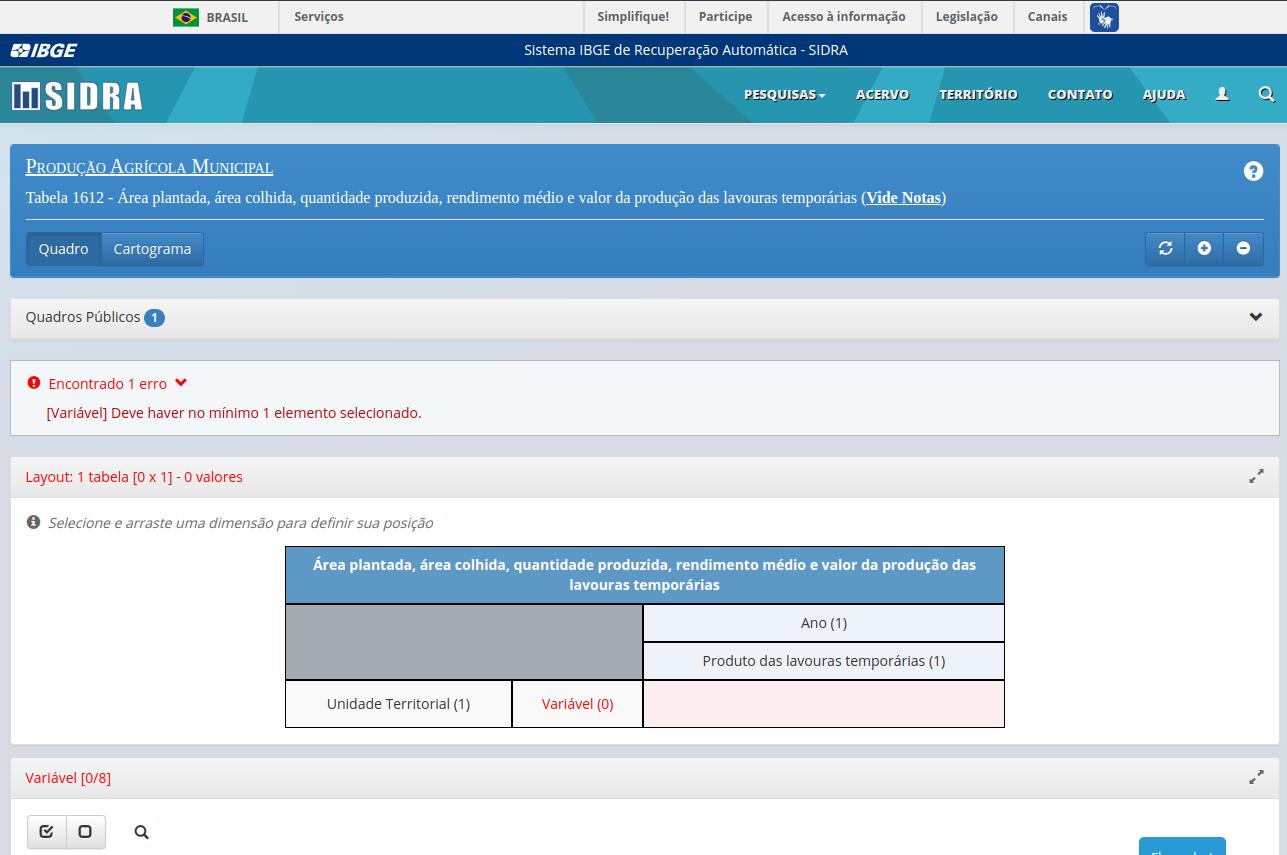 BRASIL Serviços Simplifique! Participe Acesso à informação Legislação Canais
IBGE Sistema IBGE de Recuperação Automática - SIDRA
SIDRA PESQUISAS ACERVO TERRITÓRIO CONTATO AJUDA
Produção Agrícola Municipal
Tabela 1612 - Área plantada, área colhida, quantidade produzida, rendimento médio e valor da produção das lavouras temporárias (Vide Notas)
Quadro Cartograma
Quadros Públicos 1
Encontrado 1 erro
[Variável] Deve haver no mínimo 1 elemento selecionado.
Layout: 1 tabela [0 x 1] - 0 valores
Selecione e arraste uma dimensão para definir sua posição
Área plantada, área colhida, quantidade produzida, rendimento médio e valor da produção das
lavouras temporárias
Ano (1)
Produto das lavouras temporárias (1)
Unidade Territorial (1) Variável (0)
Variável [0/8]